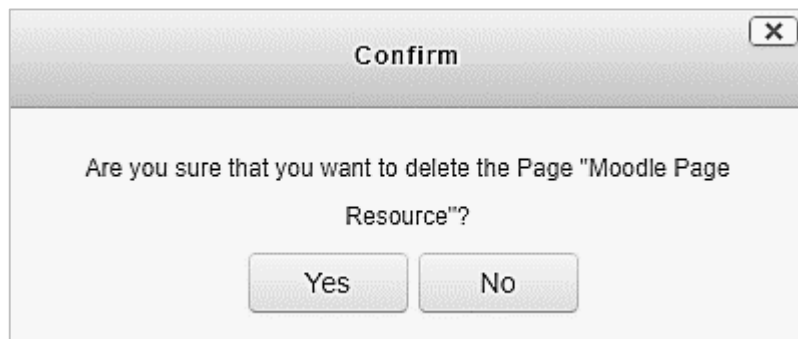 Confirm
Are you sure that you want to delete the Page "Moodle Page
Resource"?
Yes No